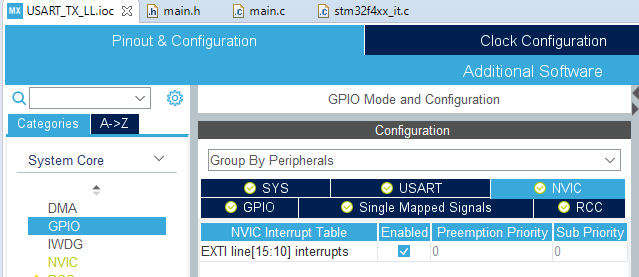 MX USART_TX_LL.ioc main.h main.c stm32f4xx_it.c
Pinout & Configuration Clock Configuration
Additional Software
GPIO Mode and Configuration
Categories A->Z
Configuration
System Core
Group By Peripherals
SYS USART NVIC
GPIO Single Mapped Signals RCC
DMA
GPIO
IWDG
NVIC
NVIC Interrupt Table Enabled Preemption Priority Sub Priority
EXTI line[15:10] interrupts 0 0